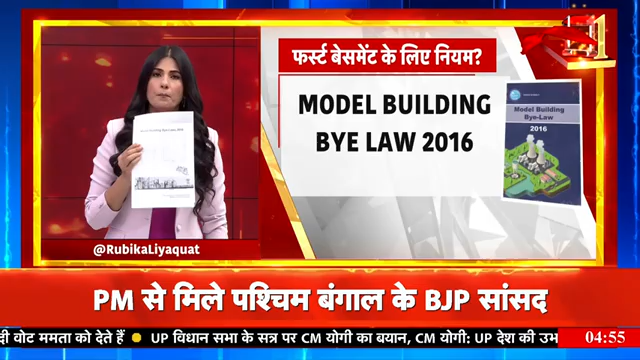 फर्स्ट बेसमेंट के लिए नियम?
MODEL BUILDING
BYE LAW 2016
Model Building
Bye-Law
2016
@RubikaLiyaquat
PM से मिले पश्चिम बंगाल के BJP सांसद
दी वोट ममता को देते हैं
UP विधान सभा के सत्र पर CM योगी का बयान, CM योगी: UP देश की उभ
04:55